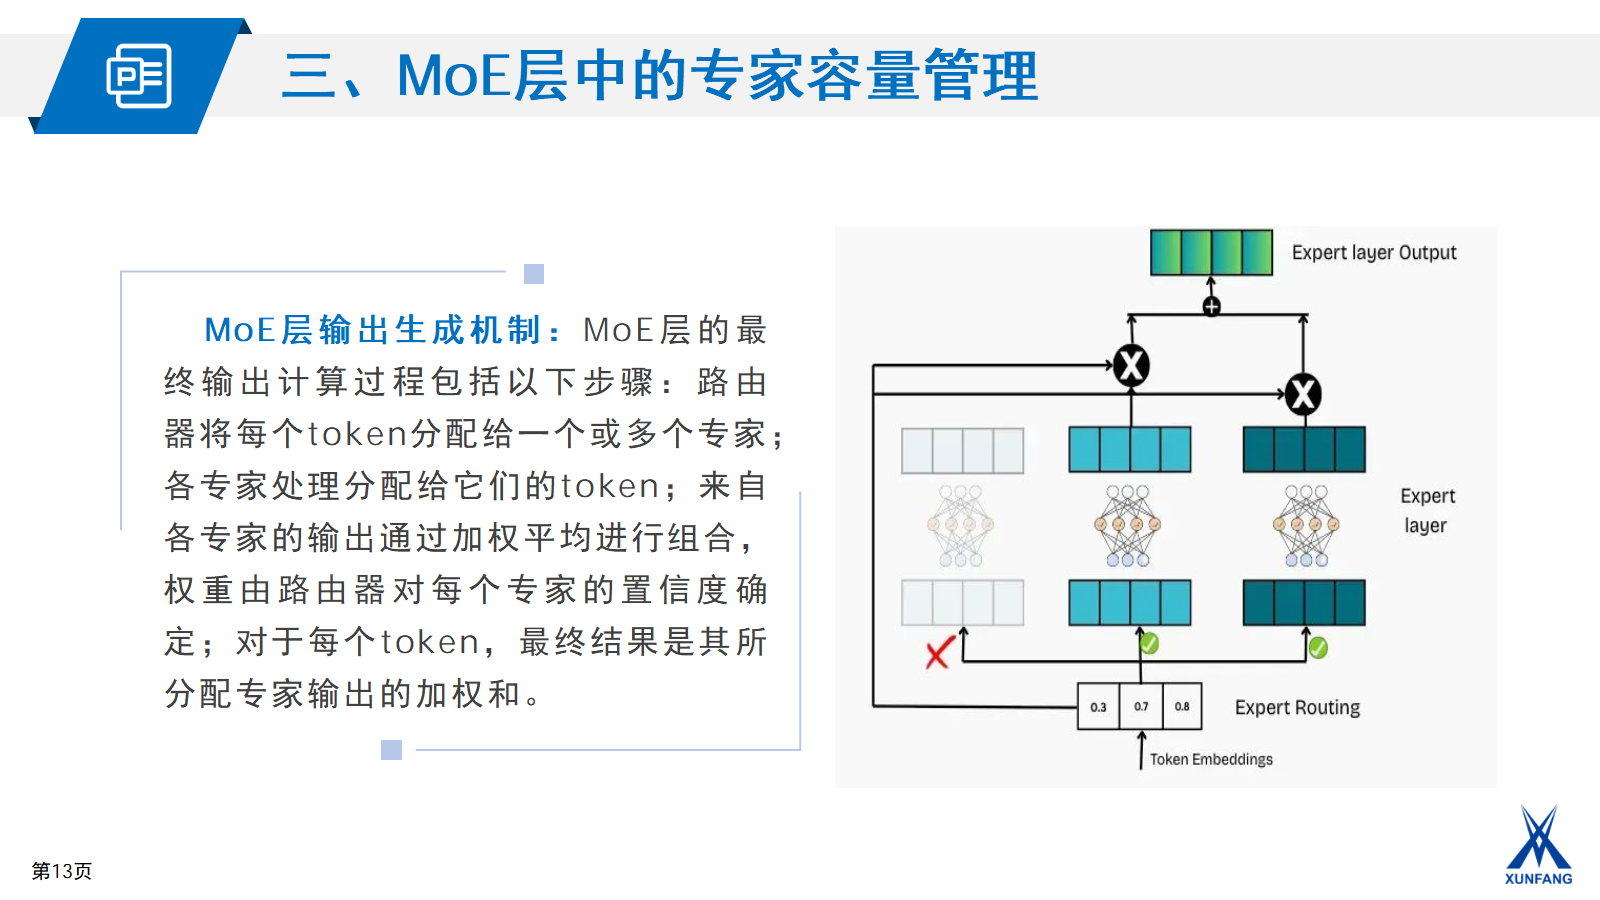 三、MoE层中的专家容量管理
MoE层输出生成机制：MoE层的最
终输出计算过程包括以下步骤：路由
器将每个token分配给一个或多个专家；
各专家处理分配给它们的token；来自
各专家的输出通过加权平均进行组合，
权重由路由器对每个专家的置信度确
定；对于每个token，最终结果是其所
分配专家输出的加权和。
Expert layer Output
+
X
X
Expert
layer
0.3 0.7 0.8
Expert Routing
Token Embeddings
第13页
XUNFANG